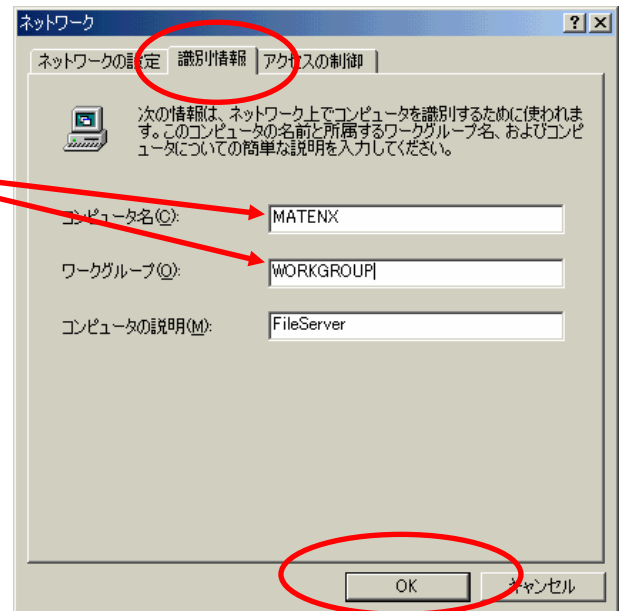 ネットワーク
ネットワークの設定 識別情報 アクセスの制御
次の情報は、ネットワーク上でコンピュータを識別するために使われま
す。このコンピュータの名前と所属するワークグループ名、およびコンピ
ュータについての簡単な説明を入力してください。
コンピュータ名(C): MATENX
ワークグループ(O): WORKGROUP
コンピュータの説明(M): FileServer
OK キャンセル